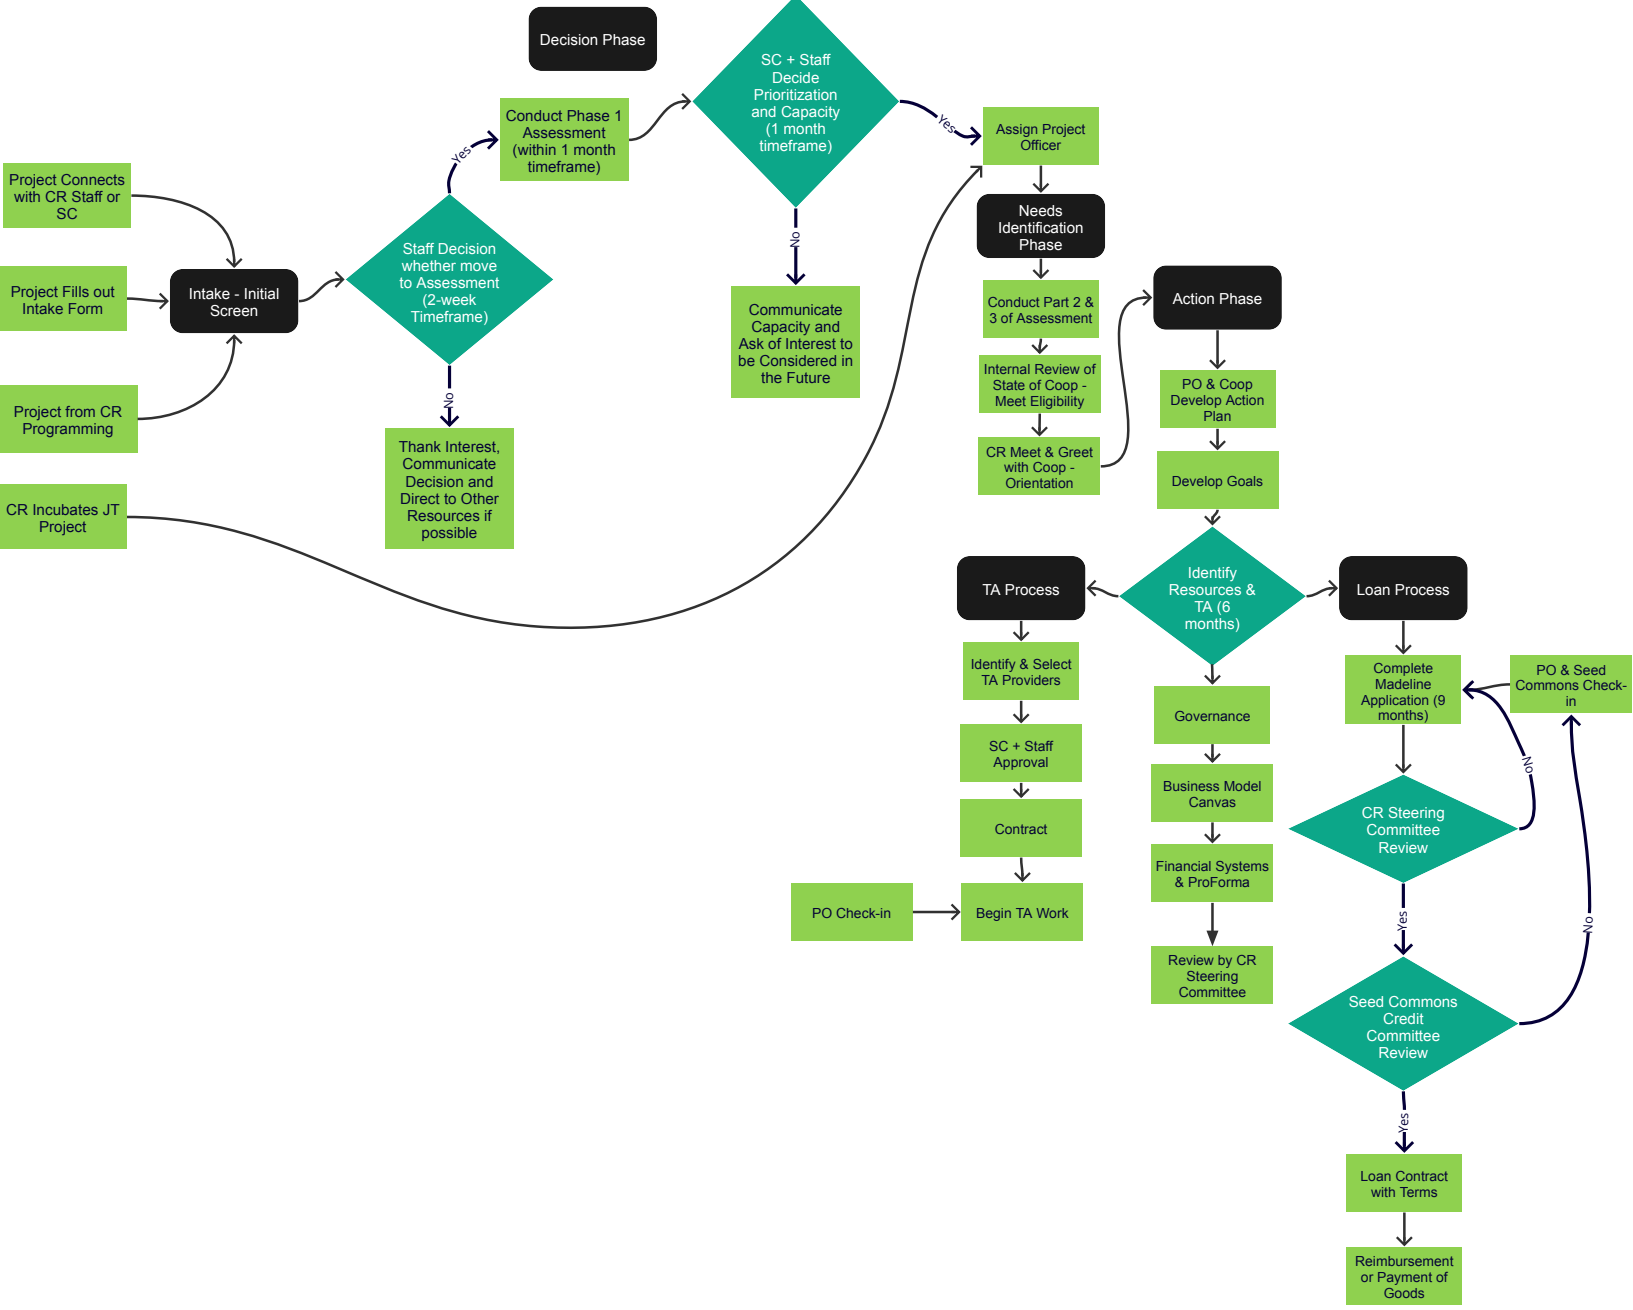 Decision Phase
SC + Staff
Decide
Prioritization
and Capacity
(1 month
timeframe)
Conduct Phase 1
Assessment
(within 1 month
timeframe)
Yes
Yes
Assign Project
Officer
Project Connects
with CR Staff or
SC
Staff Decision
whether move
to Assessment
(2-week
Timeframe)
No
Needs
Identification
Phase
Project Fills out
Intake Form
Intake - Initial
Screen
Communicate
Capacity and
Ask of Interest to
be Considered in
the Future
Conduct Part 2 &
3 of Assessment
Action Phase
Project from CR
Programming
No
Internal Review of
State of Coop -
Meet Eligibility
PO & Coop
Develop Action
Plan
Thank Interest,
Communicate
Decision and
Direct to Other
Resources if
possible
CR Meet & Greet
with Coop -
Orientation
Develop Goals
CR Incubates JT
Project
TA Process
Identify
Resources &
TA (6
months)
Loan Process
Identify & Select
TA Providers
Governance
Complete
Madeline
Application (9
months)
PO & Seed
Commons Check-
in
SC + Staff
Approval
Business Model
Canvas
No
Contract
CR Steering
Committee
Review
Financial Systems
& ProForma
PO Check-in
Begin TA Work
Yes
No
Review by CR
Steering
Committee
Seed Commons
Credit
Committee
Review
Yes
Loan Contract
with Terms
Reimbursement
or Payment of
Goods